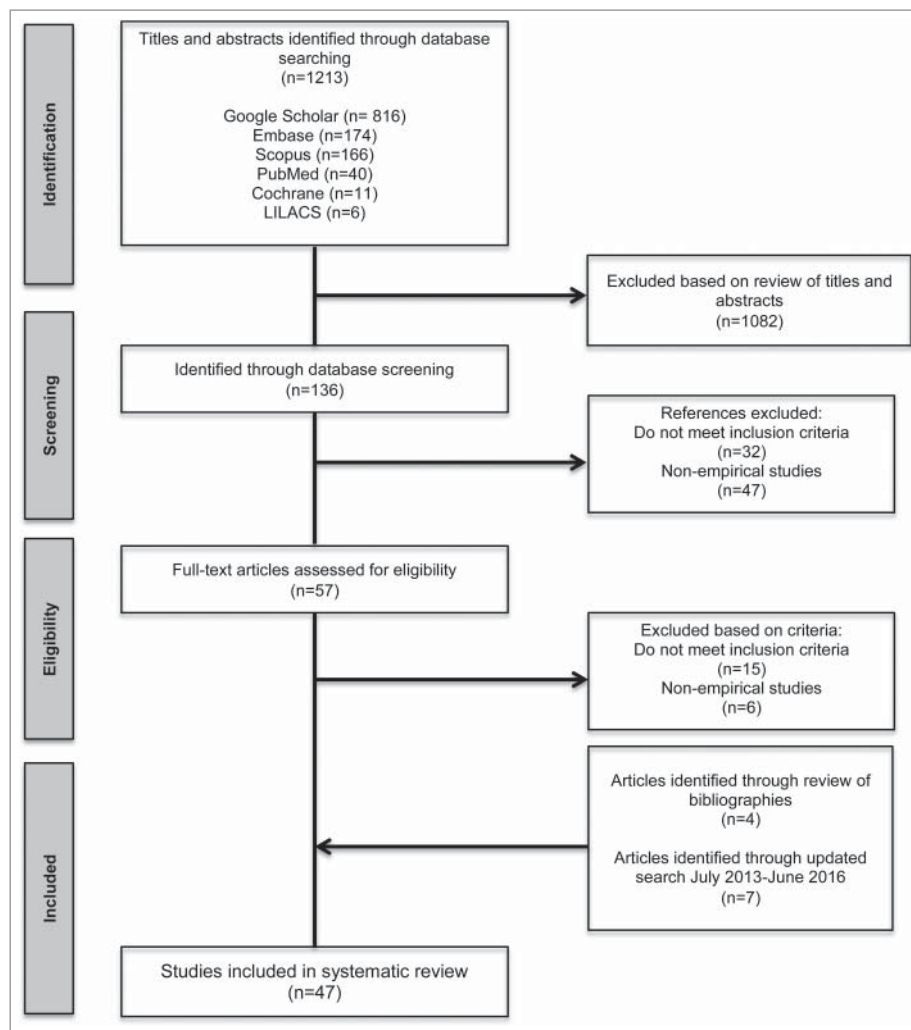 Identification
Titles and abstracts identified through database
searching
(n=1213)
Google Scholar (n= 816)
Embase (n=174)
Scopus (n=166)
PubMed (n=40)
Cochrane (n=11)
LILACS (n=6)
Excluded based on review of titles and
abstracts
(n=1082)
Screening
Identified through database screening
(n=136)
References excluded:
Do not meet inclusion criteria
(n=32)
Non-empirical studies
(n=47)
Eligibility
Full-text articles assessed for eligibility
(n=57)
Excluded based on criteria:
Do not meet inclusion criteria
(n=15)
Non-empirical studies
(n=6)
Included
Articles identified through review of
bibliographies
(n=4)
Articles identified through updated
search July 2013-June 2016
(n=7)
Studies included in systematic review
(n=47)